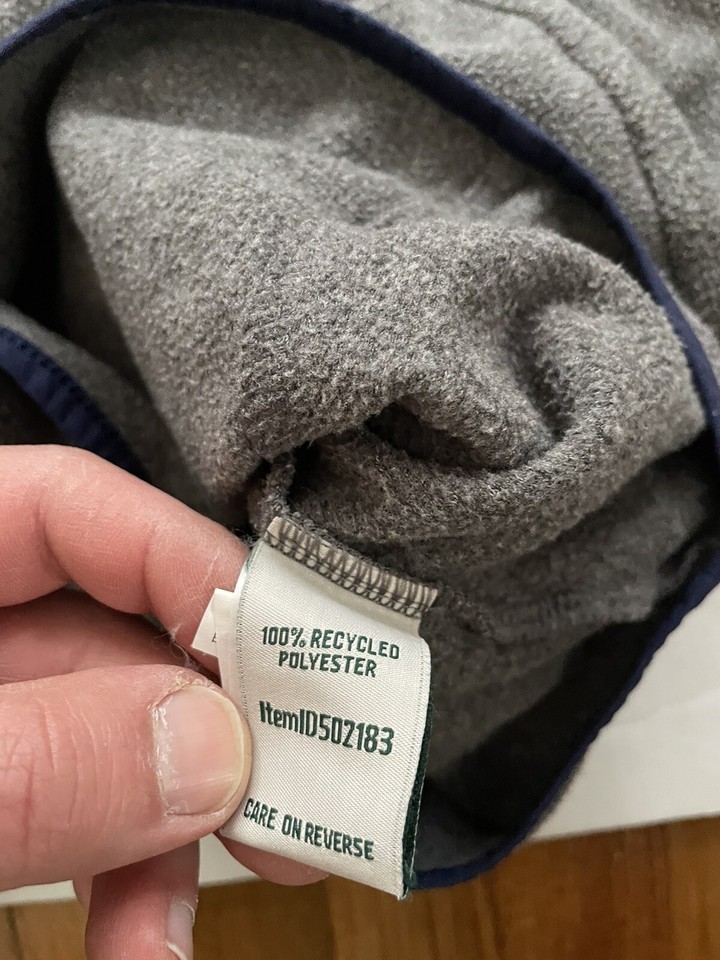 100% RECYCLED
POLYESTER
ItemID502183
CARE ON REVERSE